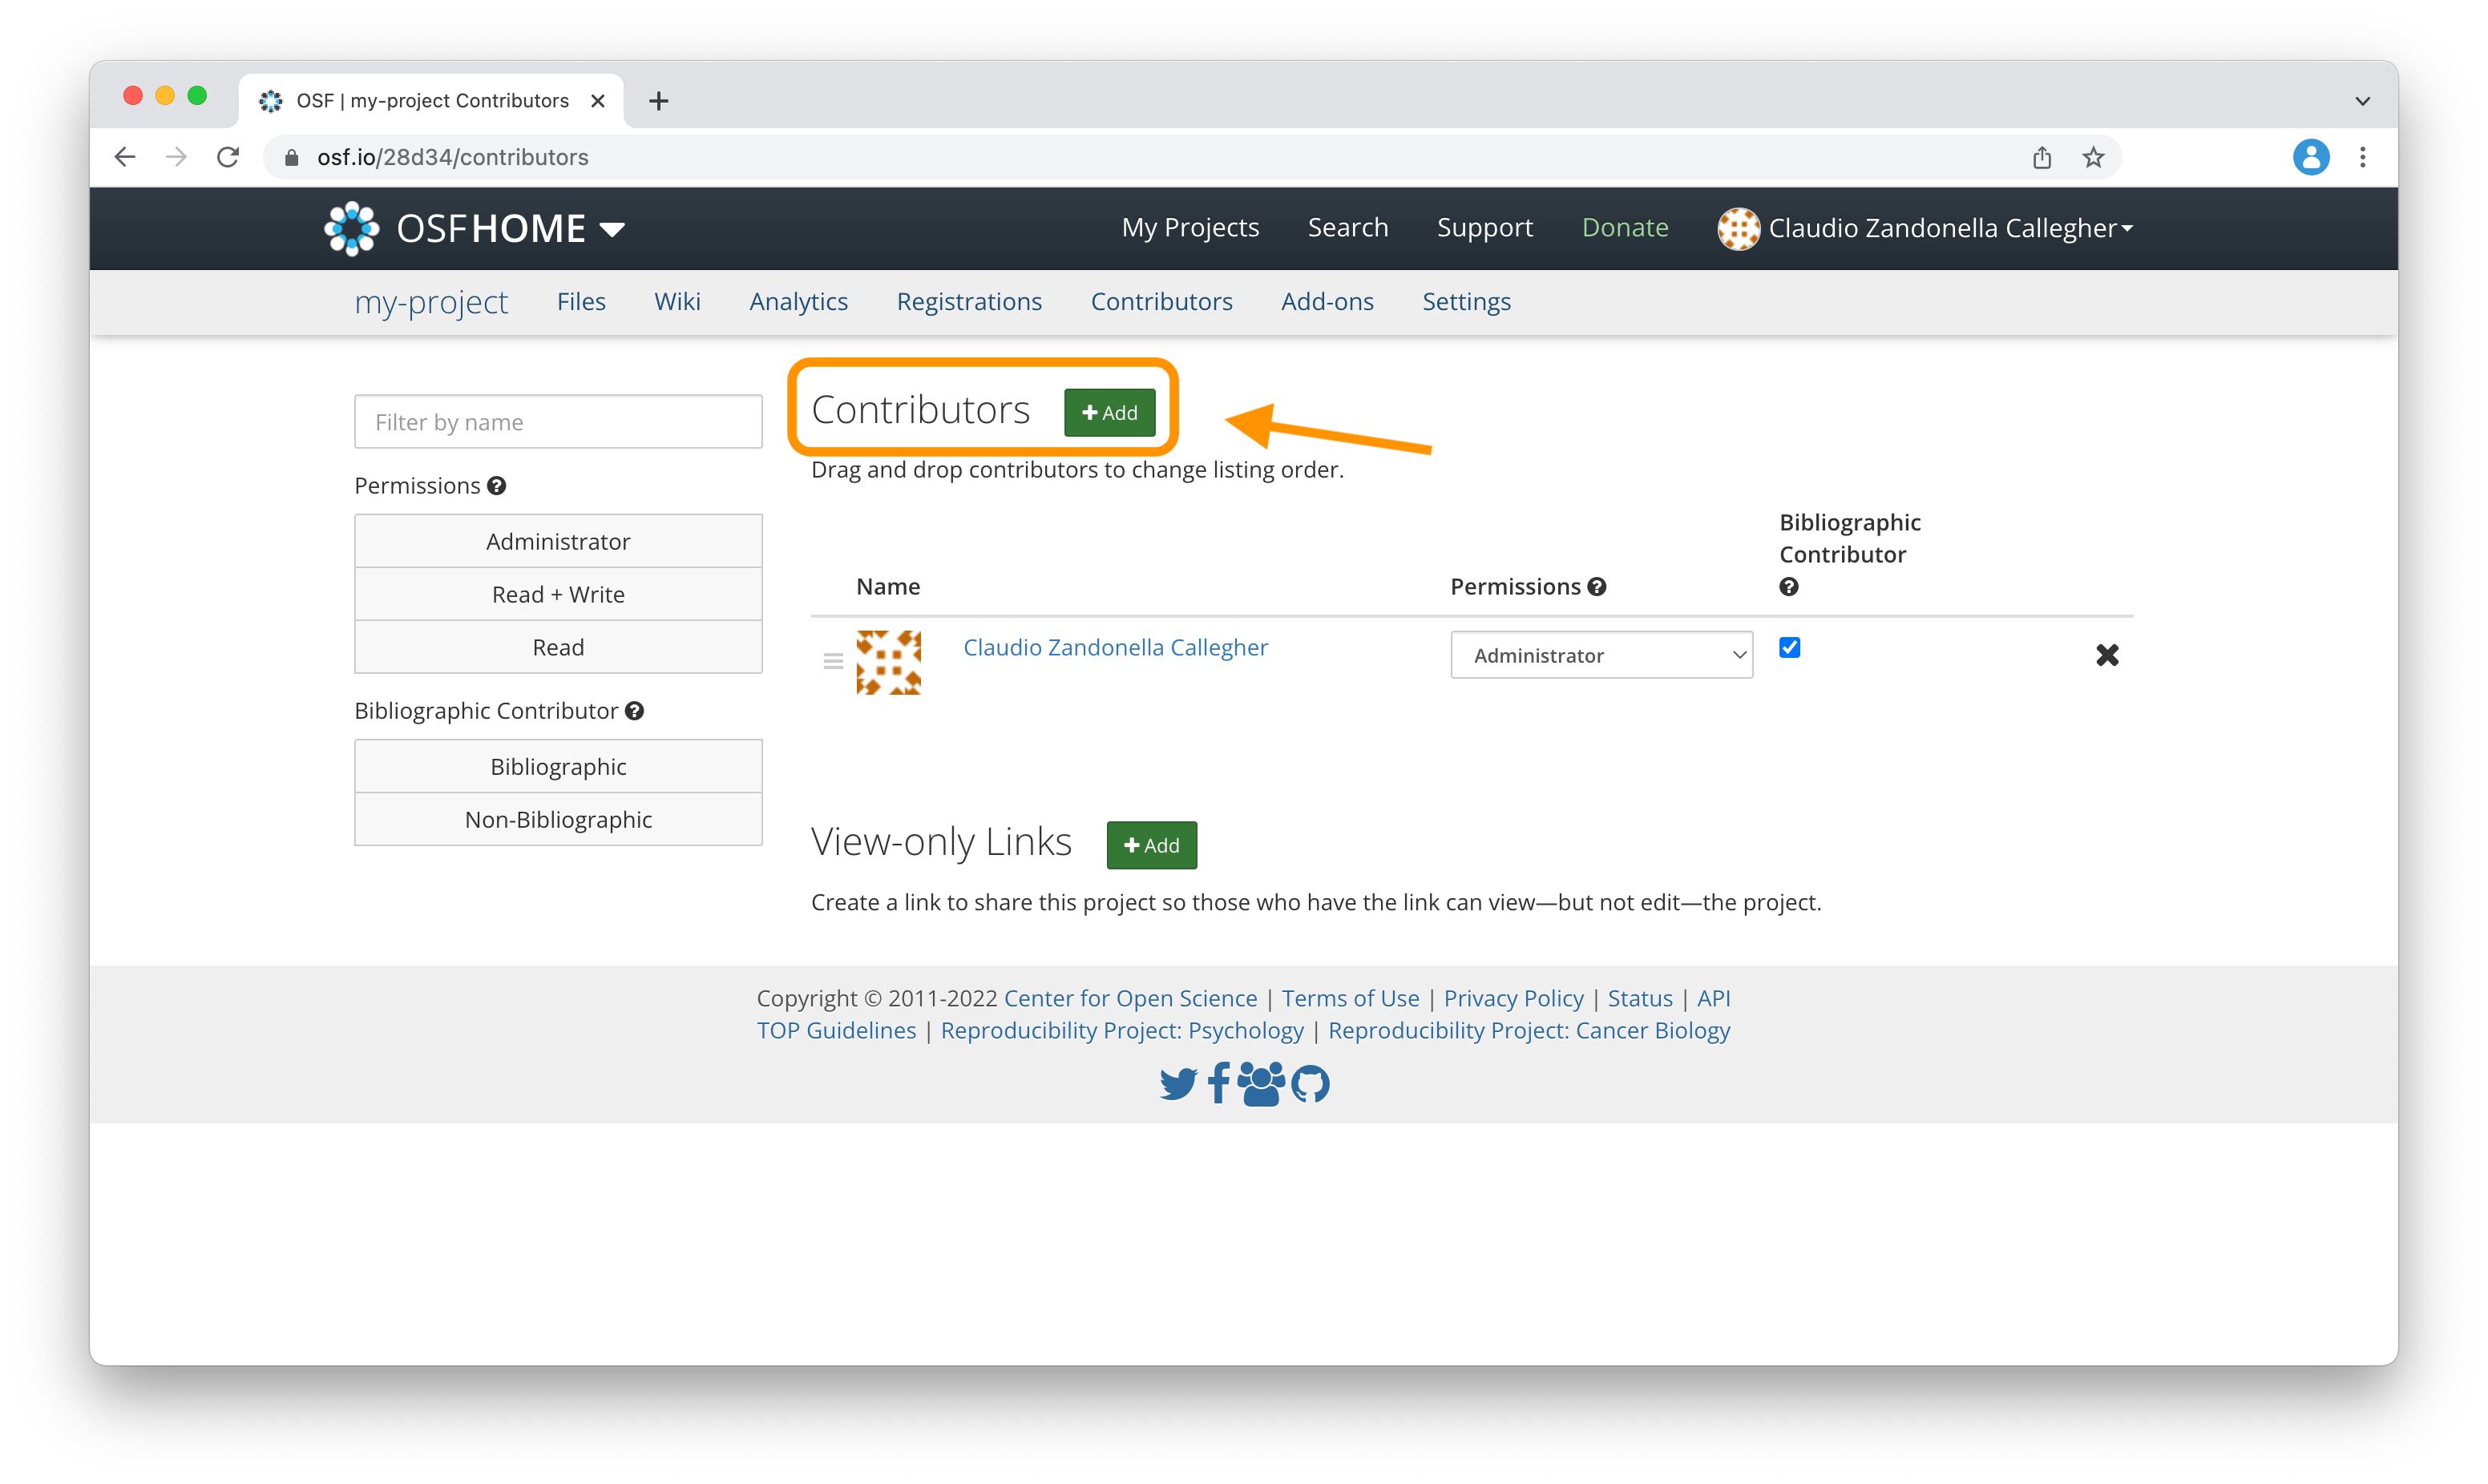 OSF | my-project Contributors
osf.io/28d34/contributors
OSFHOME
My Projects Search Support Donate Claudio Zandonella Callegher
my-project Files Wiki Analytics Registrations Contributors Add-ons Settings
Filter by name
Permissions
Administrator
Read + Write
Read
Bibliographic Contributor
Bibliographic
Non-Bibliographic
Contributors Add
Drag and drop contributors to change listing order.
Name Permissions Bibliographic
Contributor
Claudio Zandonella Callegher Administrator
View-only Links Add
Create a link to share this project so those who have the link can view—but not edit—the project.
Copyright © 2011-2022 Center for Open Science | Terms of Use | Privacy Policy | Status | API
TOP Guidelines | Reproducibility Project: Psychology | Reproducibility Project: Cancer Biology